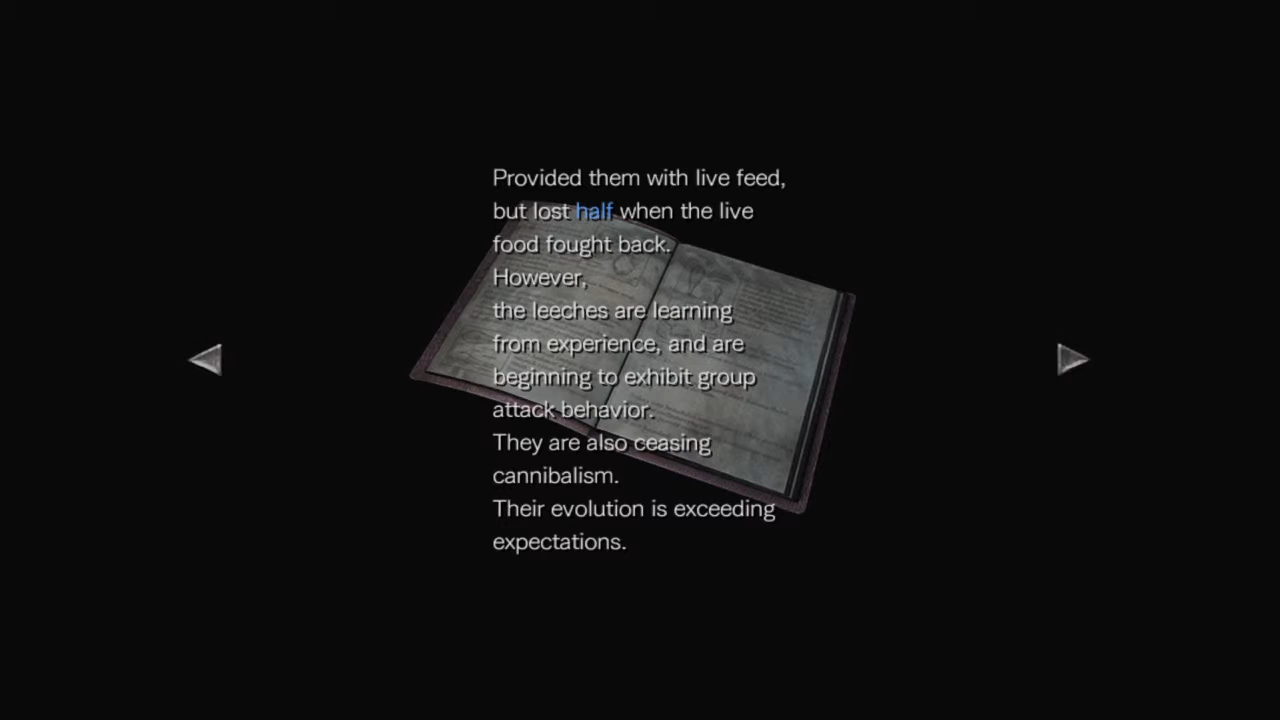 Provided them with live feed,
but lost half when the live
food fought back.
However,
the leeches are learning
from experience, and are
beginning to exhibit group
attack behavior.
They are also ceasing
cannibalism.
Their evolution is exceeding
expectations.